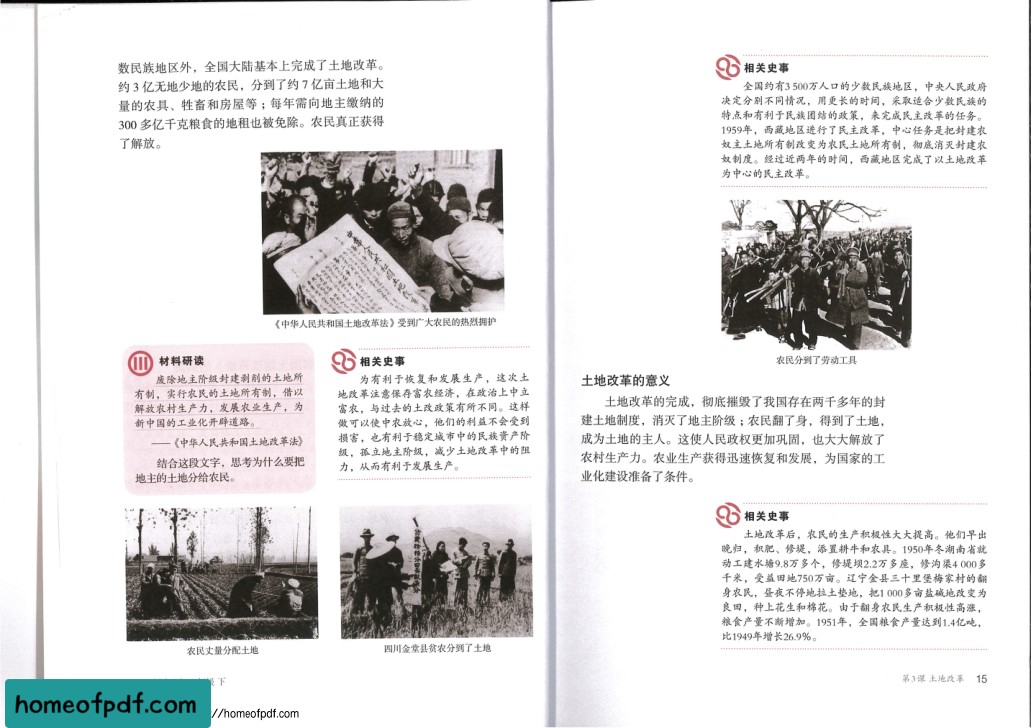 数民族地区外，全国大陆基本上完成了土地改革。
约 3 亿无地少地的农民，分到了约 7 亿亩土地和大
量的农具、牲畜和房屋等；每年需向地主缴纳的
300 多亿千克粮食的地租也被免除。农民真正获得
了解放。
《中华人民共和国土地改革法》受到广大农民的热烈拥护
材料研读
废除地主阶级封建剥削的土地所
有制，实行农民的土地所有制，借以
解放农村生产力，发展农业生产，为
新中国的工业化开辟道路。
——《中华人民共和国土地改革法》
结合这段文字，思考为什么要把
地主的土地分给农民。
相关史事
为有利于恢复和发展生产，这次土
地改革注意保存富农经济，在政治上中立
富农，与过去的土改政策有所不同。这样
做可以使中农放心，他们的利益不会受到
损害，也有利于稳定城市中的民族资产阶
级，孤立地主阶级，减少土地改革中的阻
力，从而有利于发展生产。
农民丈量分配土地
四川金堂县贫农分到了土地
下
homeofpdf.com
//homeofpdf.com
相关史事
全国约有3 500万人口的少数民族地区，中央人民政府
决定分别不同情况，用更长的时间，采取适合少数民族的
特点和有利于民族团结的政策，来完成民主改革的任务。
1959年，西藏地区进行了民主改革，中心任务是把封建农
奴主土地所有制改变为农民土地所有制，彻底消灭封建农
奴制度。经过近两年的时间，西藏地区完成了以土地改革
为中心的民主改革。
农民分到了劳动工具
土地改革的意义
土地改革的完成，彻底摧毁了我国存在两千多年的封
建土地制度，消灭了地主阶级；农民翻了身，得到了土地，
成为土地的主人。这使人民政权更加巩固，也大大解放了
农村生产力。农业生产获得迅速恢复和发展，为国家的工
业化建设准备了条件。
相关史事
土地改革后，农民的生产积极性大大提高。他们早出
晚归，积肥、修堤，添置耕牛和农具。1950年冬湖南省就
动工建水塘9.8万多个，修堤坝2.2万多座，修沟渠4 000多
千米，受益田地750万亩。辽宁金县三十里堡梅家村的翻
身农民，昼夜不停地拉土垫地，把1 000多亩盐碱地改变为
良田，种上花生和棉花。由于翻身农民生产积极性高涨，
粮食产量不断增加。1951年，全国粮食产量达到1.4亿吨，
比1949年增长26.9%。
第3课 土地改革 15